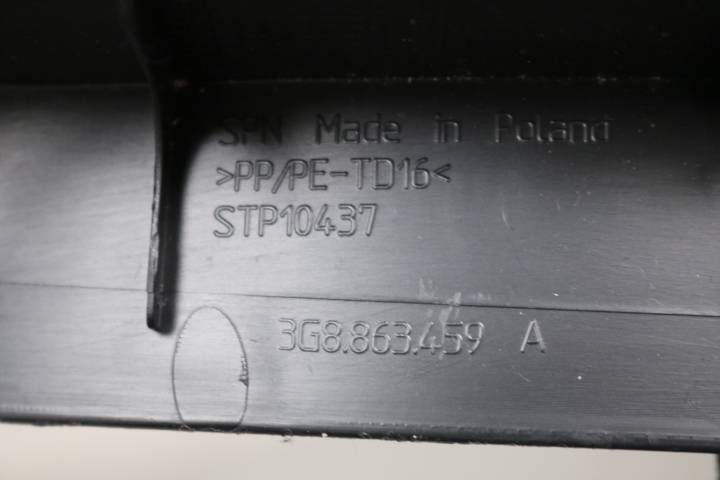 SPN Made in Poland
>PP/PE-TD16<
STP10437
3G8.863.459 A